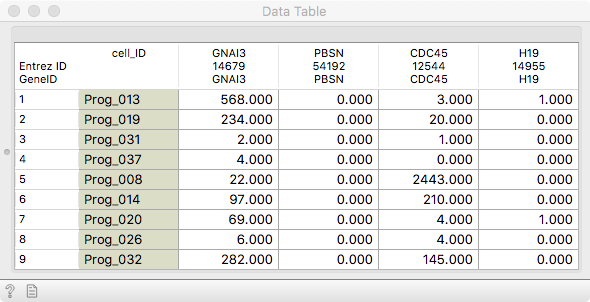 Data Table
cell_ID GNAI3 PBSN CDC45 H19
Entrez ID 14679 54192 12544 14955
GeneID GNAI3 PBSN CDC45 H19
1 Prog_013 568.000 0.000 3.000 1.000
2 Prog_019 234.000 0.000 20.000 0.000
3 Prog_031 2.000 0.000 1.000 0.000
4 Prog_037 4.000 0.000 0.000 0.000
5 Prog_008 22.000 0.000 2443.000 0.000
6 Prog_014 97.000 0.000 210.000 0.000
7 Prog_020 69.000 0.000 4.000 1.000
8 Prog_026 6.000 0.000 4.000 0.000
9 Prog_032 282.000 0.000 145.000 0.000
?